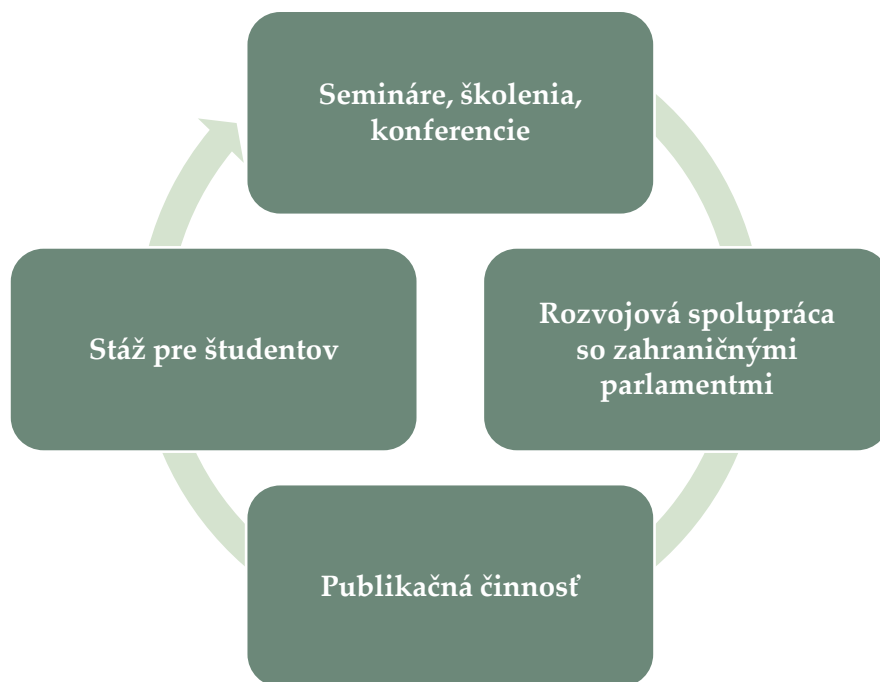 Semináre, školenia,
konferencie
Rozvojová spolupráca
so zahraničnými
parlamentmi
Publikačná činnosť
Stáž pre študentov